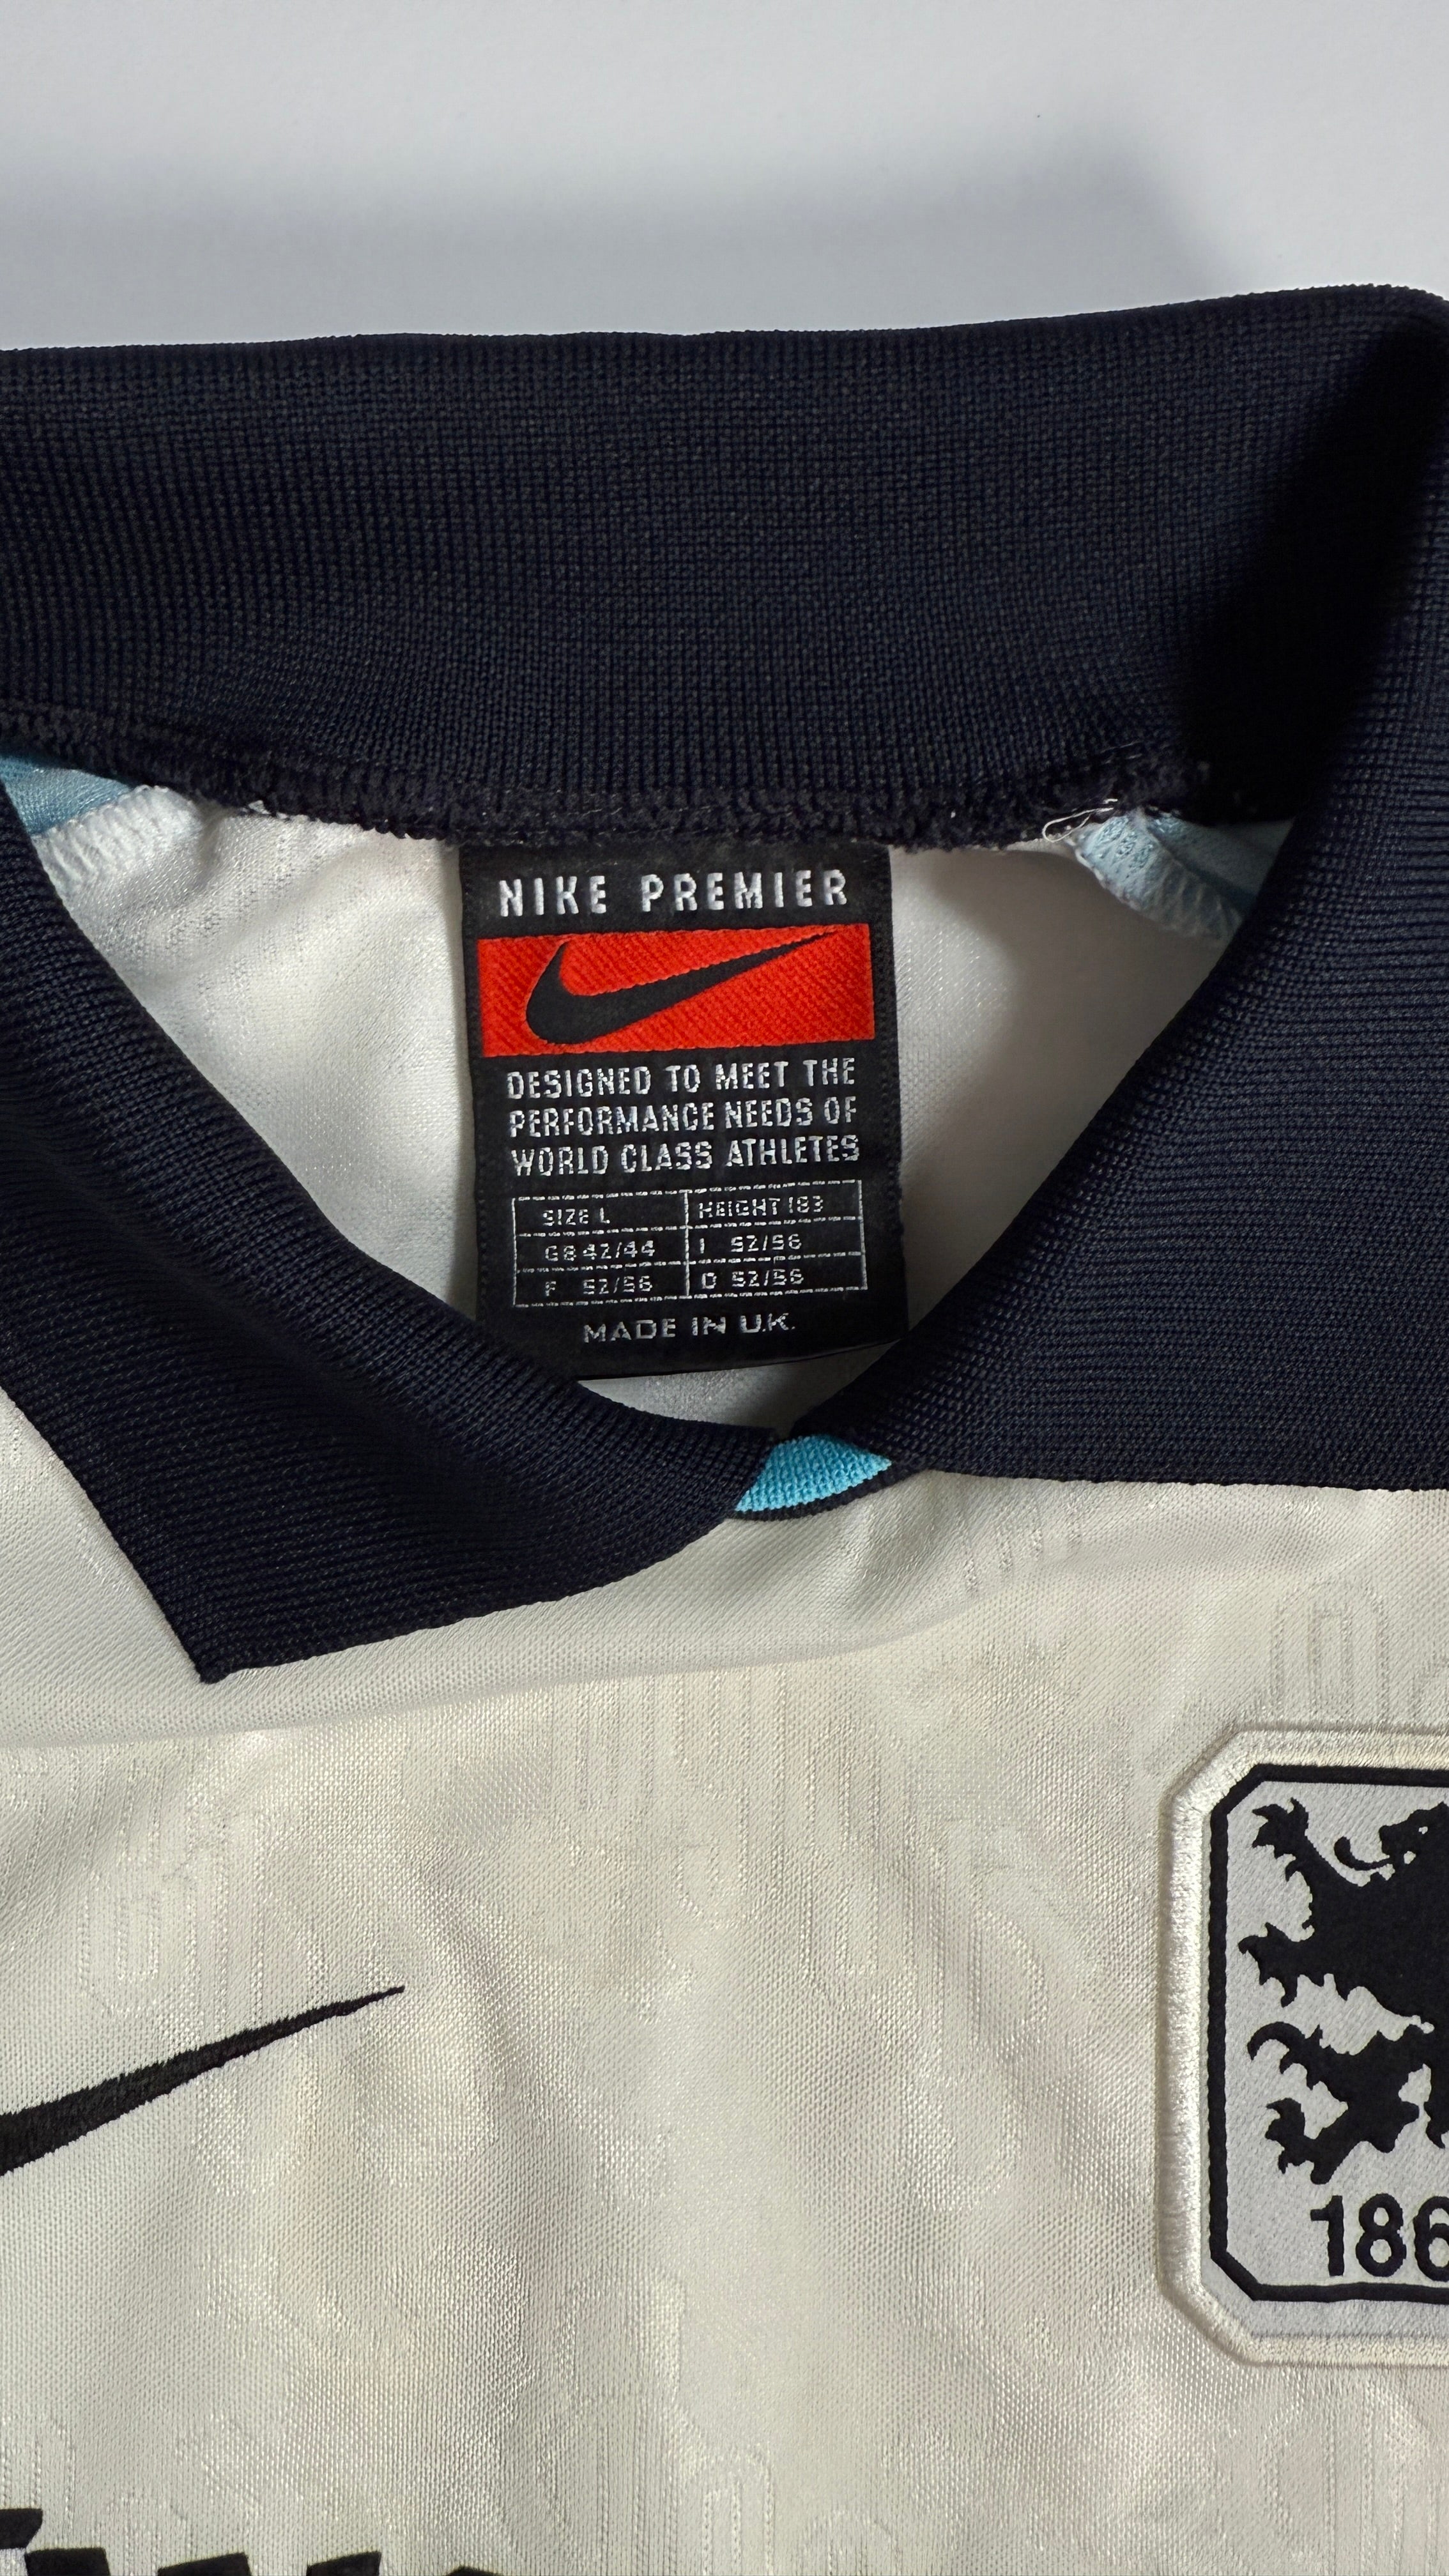 NIKE PREMIER
DESIGNED TO MEET THE
PERFORMANCE NEEDS OF
WORLD CLASS ATHLETES
SIZE L HEIGHT 183
GB 42/44 I 52/56
F 52/56 D 52/56
MADE IN U.K.
186